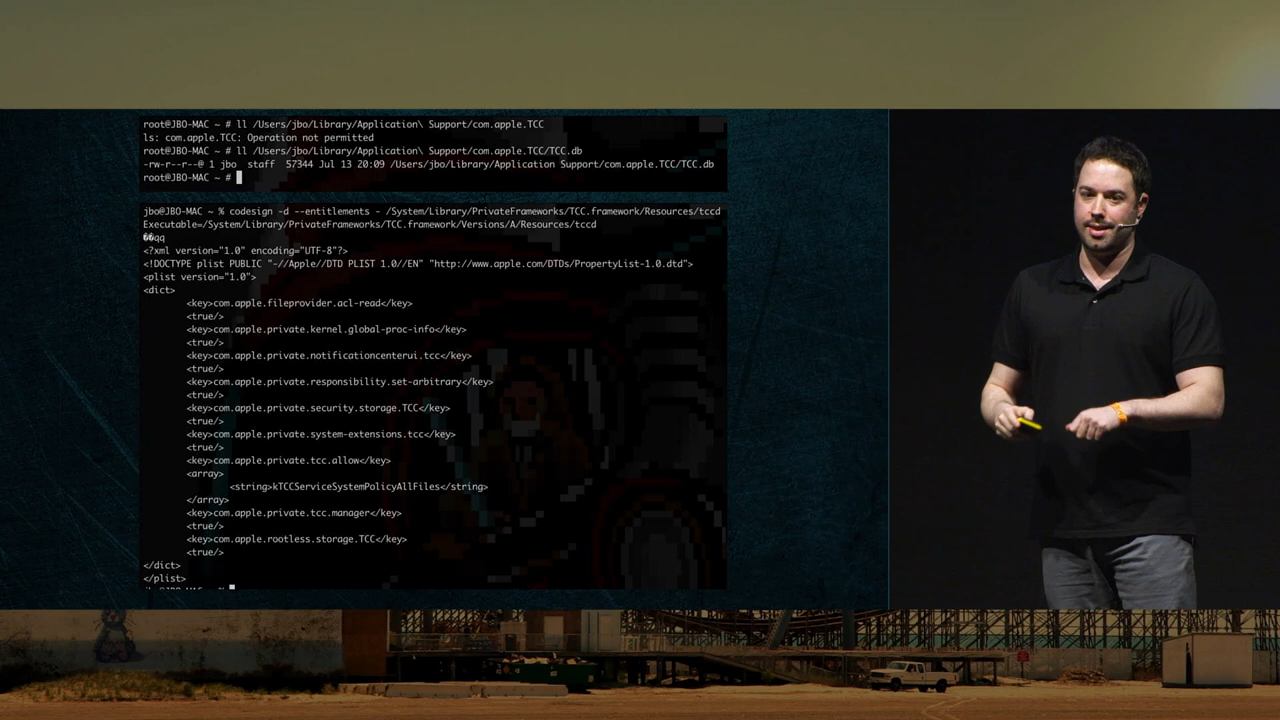 root@JBO-MAC ~ # ll /Users/jbo/Library/Application\ Support/com.apple.TCC
ls: com.apple.TCC: Operation not permitted
root@JBO-MAC ~ # ll /Users/jbo/Library/Application\ Support/com.apple.TCC/TCC.db
-rw-r--r--@ 1 jbo  staff  57344 Jul 13 20:09 /Users/jbo/Library/Application Support/com.apple.TCC/TCC.db
root@JBO-MAC ~ #
jbo@JBO-MAC ~ % codesign -d --entitlements - /System/Library/PrivateFrameworks/TCC.framework/Resources/tccd
Executable=/System/Library/PrivateFrameworks/TCC.framework/Versions/A/Resources/tccd
��qq
<?xml version="1.0" encoding="UTF-8"?>
<!DOCTYPE plist PUBLIC "-//Apple//DTD PLIST 1.0//EN" "http://www.apple.com/DTDs/PropertyList-1.0.dtd">
<plist version="1.0">
<dict>
<key>com.apple.fileprovider.acl-read</key>
<true/>
<key>com.apple.private.kernel.global-proc-info</key>
<true/>
<key>com.apple.private.notificationcenterui.tcc</key>
<true/>
<key>com.apple.private.responsibility.set-arbitrary</key>
<true/>
<key>com.apple.private.security.storage.TCC</key>
<true/>
<key>com.apple.private.system-extensions.tcc</key>
<true/>
<key>com.apple.private.tcc.allow</key>
<array>
<string>kTCCServiceSystemPolicyAllFiles</string>
</array>
<key>com.apple.private.tcc.manager</key>
<true/>
<key>com.apple.rootless.storage.TCC</key>
<true/>
</dict>
</plist>